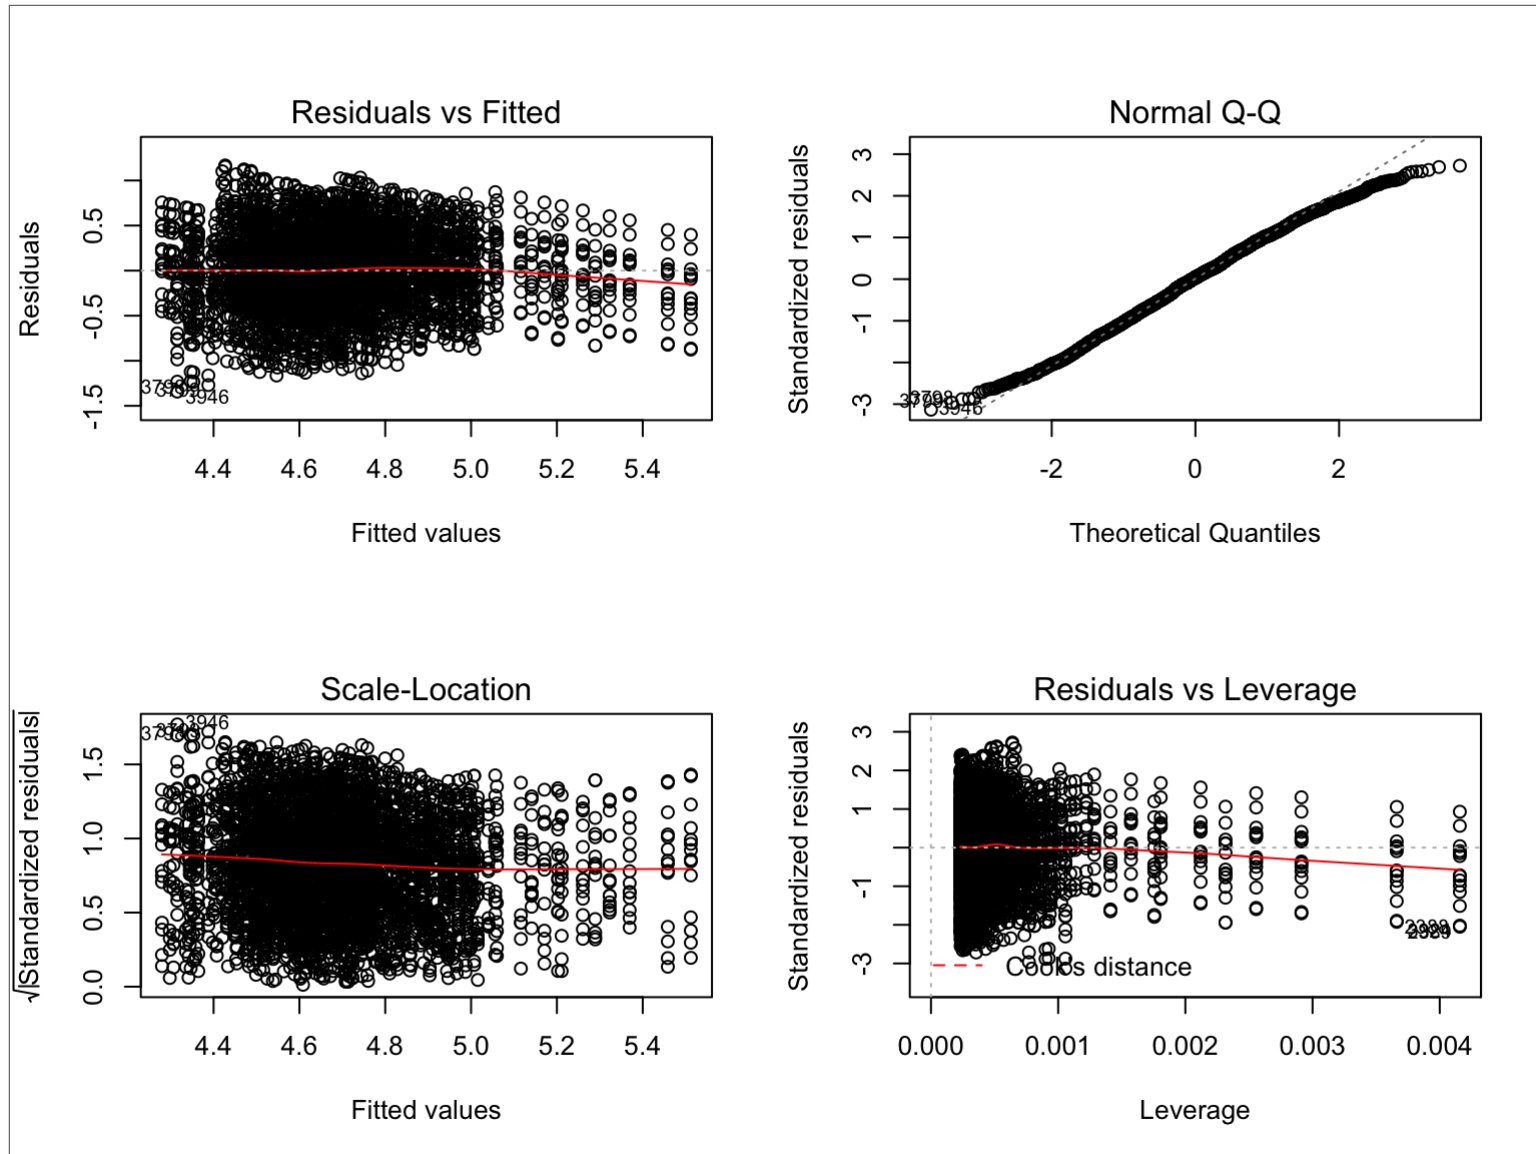 Residuals vs Fitted
Residuals
0.5
-0.5
-1.5
3946
4.4 4.6 4.8 5.0 5.2 5.4
Fitted values
Normal Q-Q
Standardized residuals
3
2
1
0
-1
-3
3798
3946
-2 0 2
Theoretical Quantiles
Scale-Location
√|Standardized residuals|
1.5
1.0
0.5
0.0
3946
4.4 4.6 4.8 5.0 5.2 5.4
Fitted values
Residuals vs Leverage
Standardized residuals
3
2
1
-1
-3
Cook's distance
0.000 0.001 0.002 0.003 0.004
Leverage